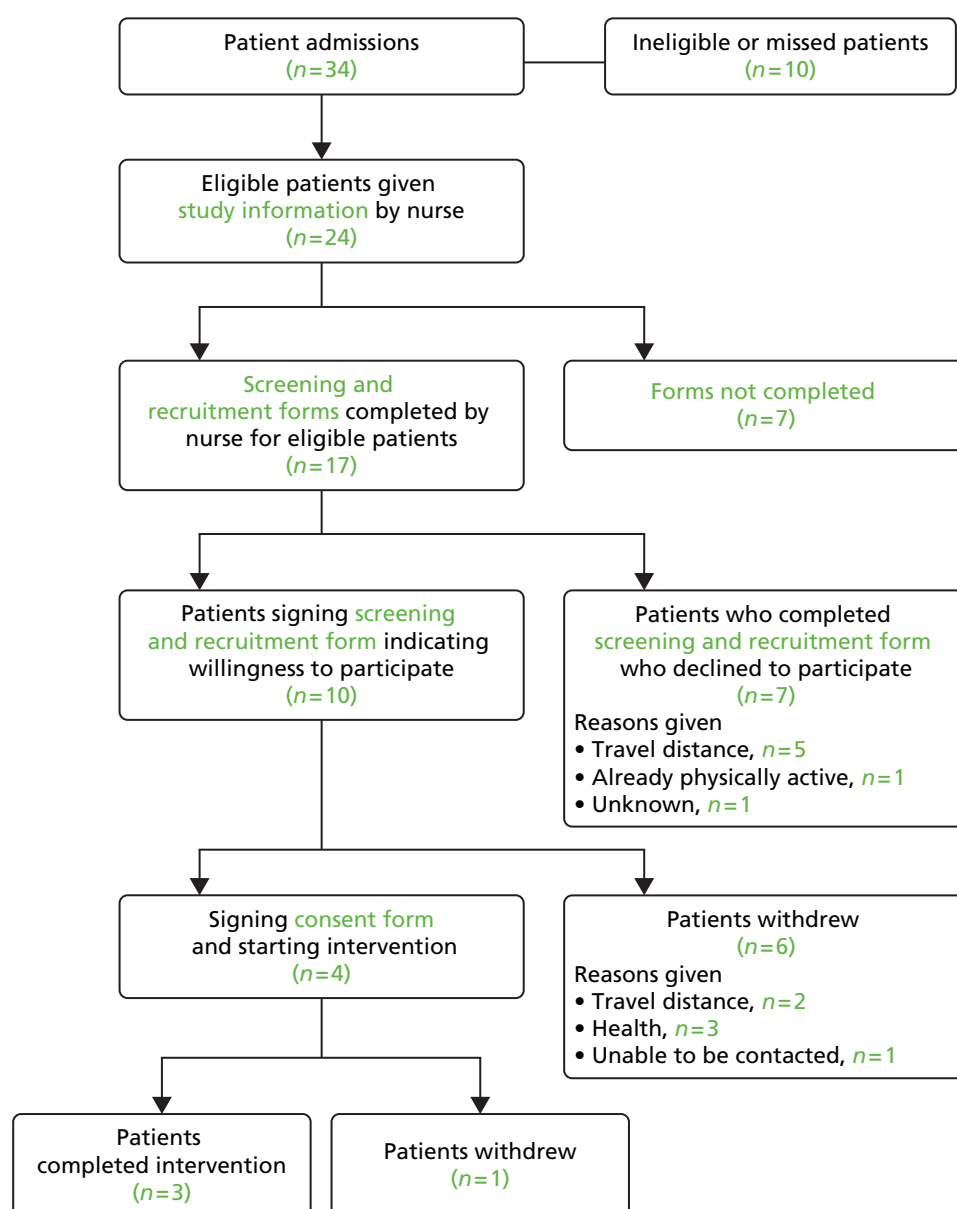 Patient admissions
(n=34)
Ineligible or missed patients
(n=10)
Eligible patients given
study information by nurse
(n=24)
Screening and
recruitment forms completed by
nurse for eligible patients
(n=17)
Forms not completed
(n=7)
Patients signing screening
and recruitment form indicating
willingness to participate
(n=10)
Patients who completed
screening and recruitment form
who declined to participate
(n=7)
Reasons given
• Travel distance, n=5
• Already physically active, n=1
• Unknown, n=1
Signing consent form
and starting intervention
(n=4)
Patients withdrew
(n=6)
Reasons given
• Travel distance, n=2
• Health, n=3
• Unable to be contacted, n=1
Patients
completed intervention
(n=3)
Patients withdrew
(n=1)